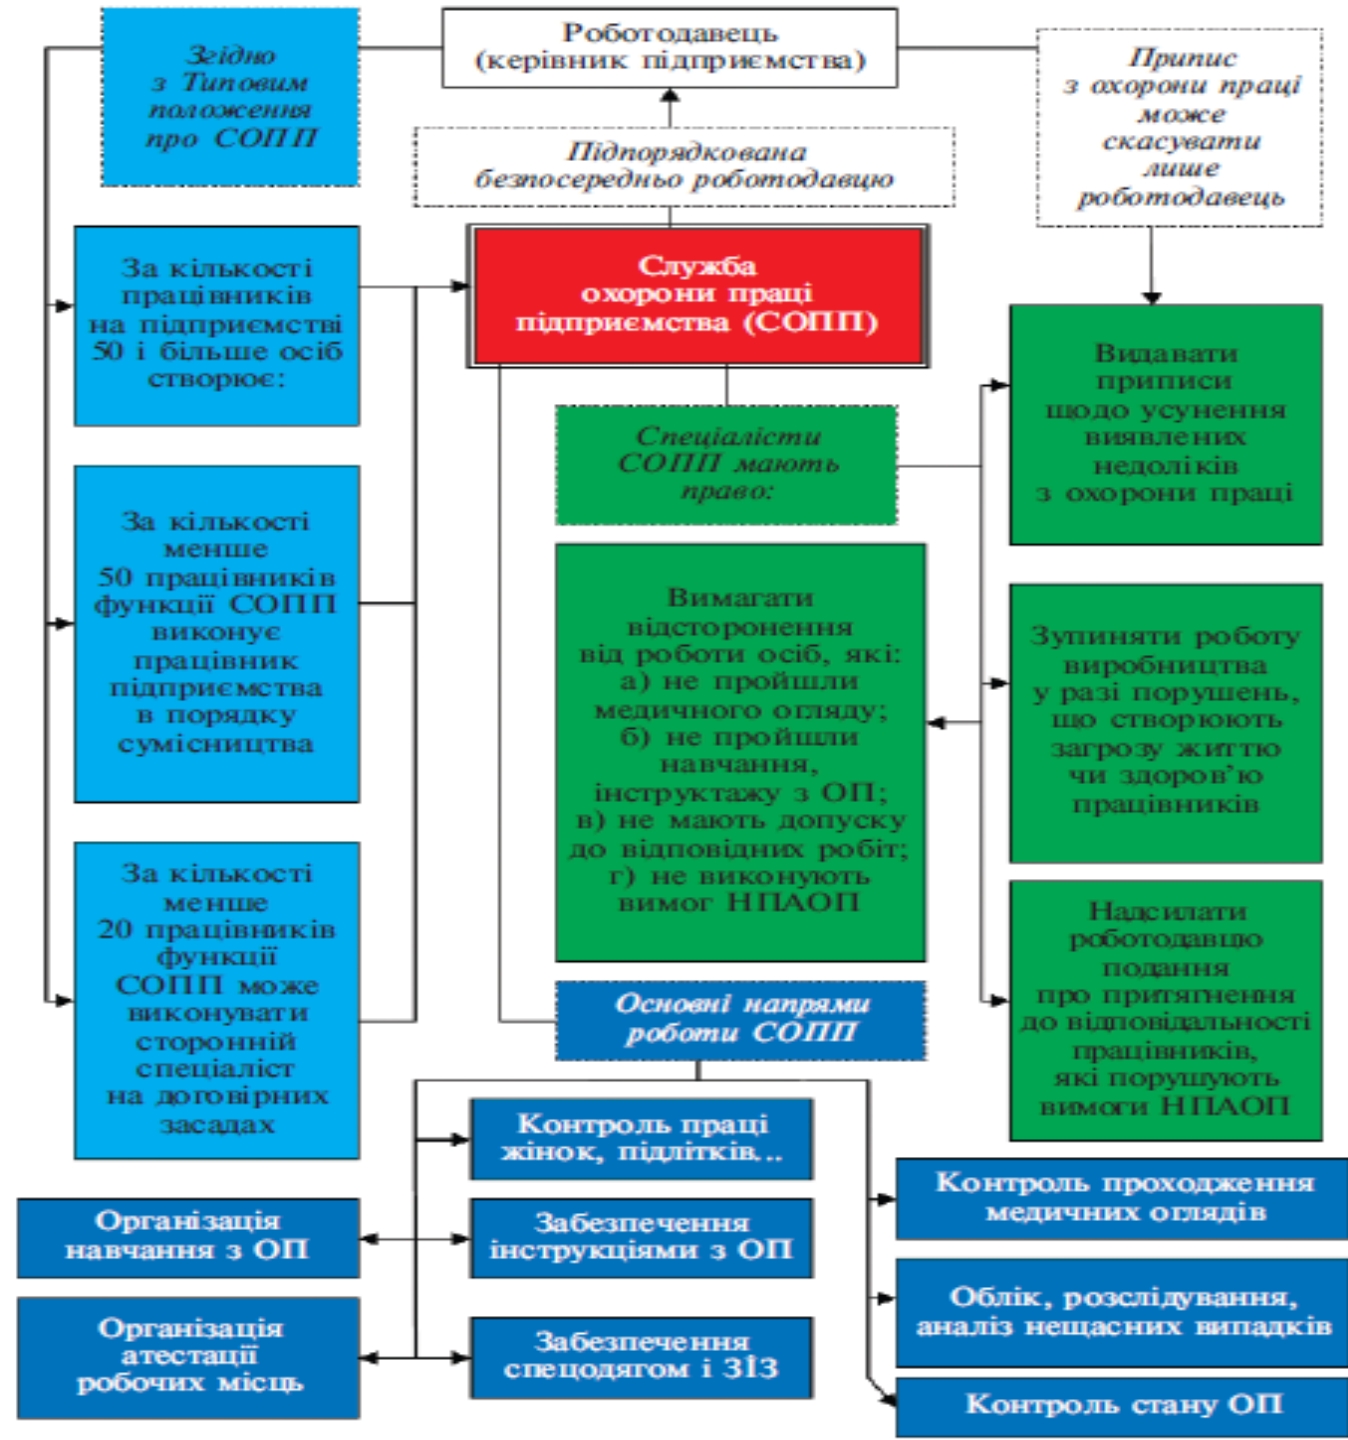 Згідно
з Типовим
положення
про СОПП
Роботодавець
(керівник підприємства)
Припис
з охорони праці
може
скасувати
лише
роботодавець
Підпорядкована
безпосередньо роботодавцю
За кількості
працівників
на підприємстві
50 і більше осіб
створює:
Служба
охорони праці
підприємства (СОПП)
Видавати
приписи
щодо усунення
виявлених
недоліків
з охорони праці
Спеціалісти
СОПП мають
право:
За кількості
менше
50 працівників
функції СОПП
виконує
працівник
підприємства
в порядку
сумісництва
Вимагати
відсторонення
від роботи осіб, які:
а) не пройшли
медичного огляду;
б) не пройшли
навчання,
інструктажу з ОП;
в) не мають допуску
до відповідних робіт;
г) не виконують
вимог НПАОП
Зупиняти роботу
виробництва
у разі порушень,
що створюють
загрозу життю
чи здоров’ю
працівників
За кількості
менше
20 працівників
функції
СОПП може
виконувати
сторонній
спеціаліст
на договірних
засадах
Надсилати
роботодавцю
подання
про притягнення
до відповідальності
працівників,
які порушують
вимоги НПАОП
Основні напрями
роботи СОПП
Контроль праці
жінок, підлітків...
Контроль проходження
медичних оглядів
Організація
навчання з ОП
Забезпечення
інструкціями з ОП
Облік, розслідування,
аналіз нещасних випадків
Організація
атестації
робочих місць
Забезпечення
спецодягом і ЗІЗ
Контроль стану ОП